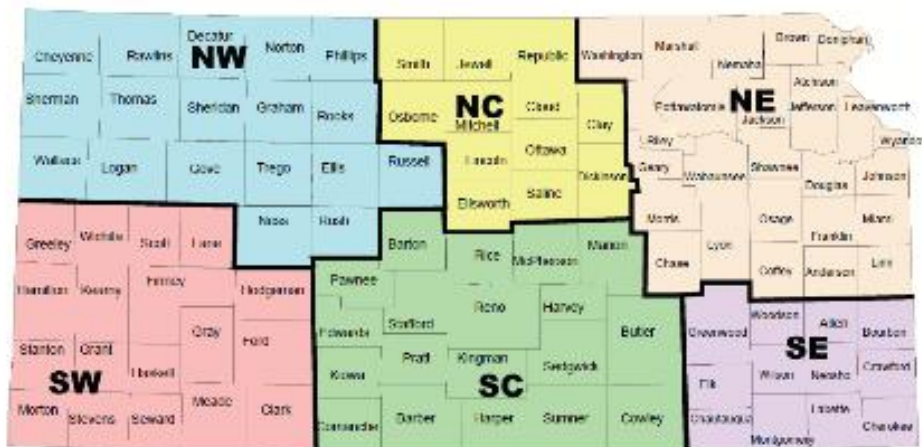 Cheyenne Rawlins Decatur Norton Phillips
NW
Sherman Thomas Sheridan Graham Rooks
Wallace Logan Gove Trego Ellis Russell
Ness Rush
Smith Jewell Republic
NC
Osborne Mitchell Cloud Clay
Lincoln Ottawa Dickinson
Ellsworth Saline
Washington Marshall Nemaha Brown Doniphan
NE
Pottawatomie Jackson Atchison Jefferson Leavenworth
Riley Wyando
Geary Wabaunsee Shawnee Douglas Johnson
Morris Lyon Osage Franklin Miami
Chase Coffey Anderson Linn
Greeley Wichita Scott Lane
Hamilton Kearny Finney Hodgeman
Stanton Grant Haskell Gray Ford
SW
Morton Stevens Seward Meade Clark
Barton Rice McPherson Marion
Pawnee Stafford Reno Harvey
Edwards Butler
Kiowa Pratt Kingman Sedgwick
SC
Comanche Barber Harper Sumner Cowley
Greenwood Woodson Allen Bourbon
SE
Elk Wilson Neosho Crawford
Chautauqua Montgomery Labette Cherokee